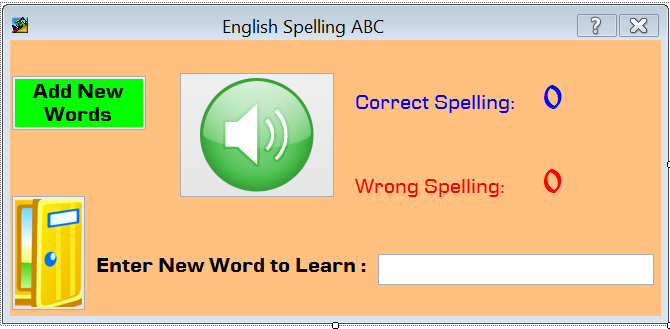 English Spelling ABC
?
Add New
Words
Correct Spelling: 0
Wrong Spelling: 0
Enter New Word to Learn :